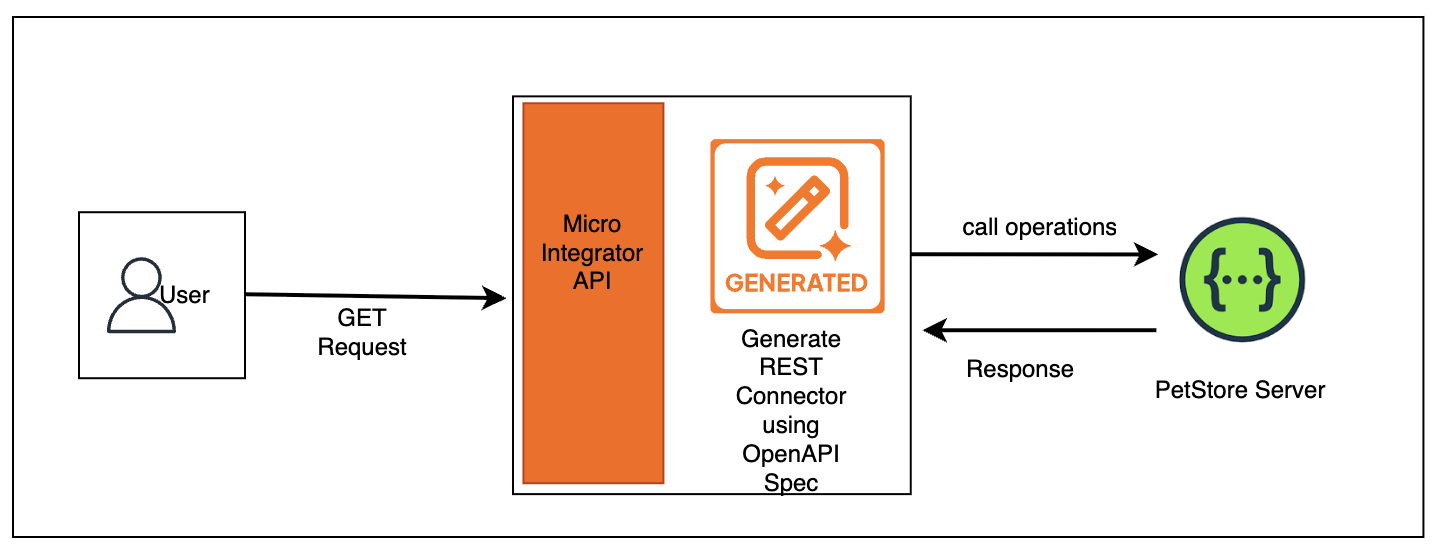 User
GET
Request
Micro
Integrator
API
GENERATED
Generate
REST
Connector
using
OpenAPI
Spec
call operations
Response
{...}
PetStore Server